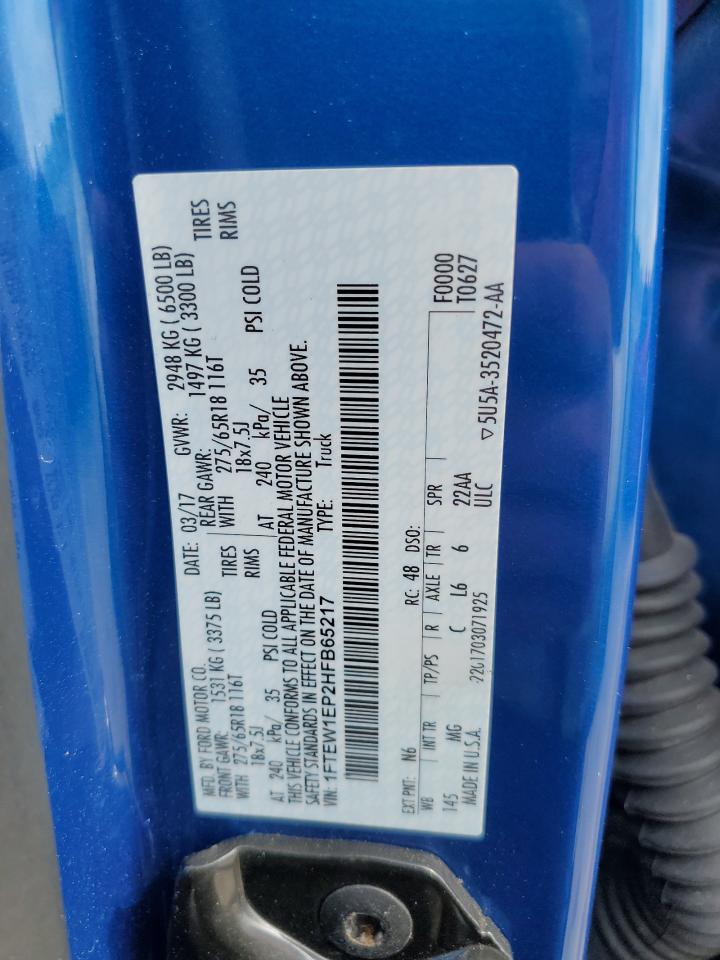 MFD. BY FORD MOTOR CO. DATE: 03/17 GVWR: 2948 KG ( 6500 LB)
FRONT GAWR: 1531 KG ( 3375 LB) REAR GAWR: 1497 KG ( 3300 LB)
WITH 275/65R18 116T TIRES WITH 275/65R18 116T TIRES
18x7.5J RIMS 18x7.5J RIMS
AT 240 kPa/ 35 PSI COLD AT 240 kPa/ 35 PSI COLD
THIS VEHICLE CONFORMS TO ALL APPLICABLE FEDERAL MOTOR VEHICLE
SAFETY STANDARDS IN EFFECT ON THE DATE OF MANUFACTURE SHOWN ABOVE.
VIN: 1FTEW1EP2HFB65217 TYPE: Truck
EXT PNT: N6 RC: 48 DSO: F0000
WB INT TR TP/PS R AXLE TR SPR T0627
145 MG C L6 6 22AA
MADE IN U.S.A. ULC ▽5U5A-3520472-AA